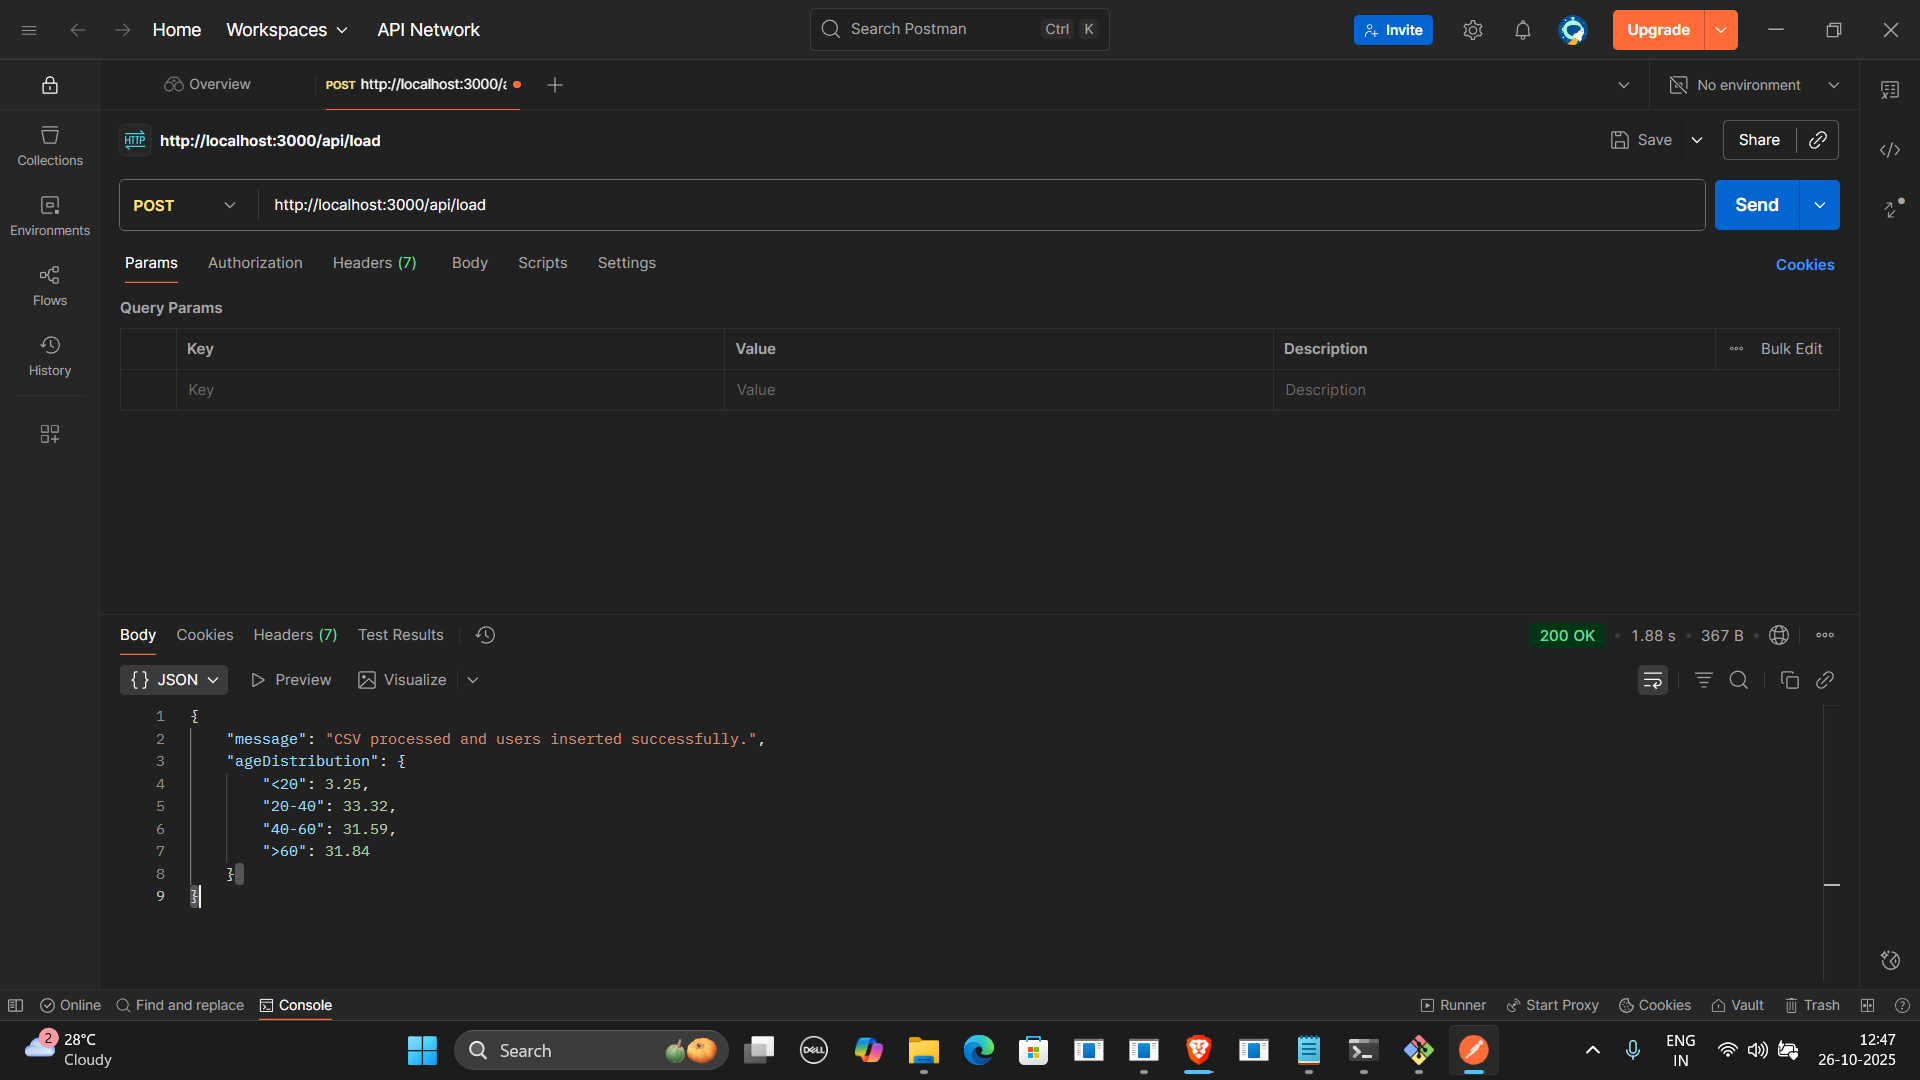 Home Workspaces API Network Search Postman Ctrl K Invite Upgrade
Overview POST http://localhost:3000/a No environment
HTTP http://localhost:3000/api/load Save Share
POST http://localhost:3000/api/load Send
Collections
Environments
Flows
History
Params Authorization Headers (7) Body Scripts Settings Cookies
Query Params
Key Value Description Bulk Edit
Key Value Description
Body Cookies Headers (7) Test Results 200 OK • 1.88 s • 367 B •
{} JSON Preview Visualize
1 {
2 "message": "CSV processed and users inserted successfully.",
3 "ageDistribution": {
4 "<20": 3.25,
5 "20-40": 33.32,
6 "40-60": 31.59,
7 ">60": 31.84
8 }
9 }
Online Find and replace Console Runner Start Proxy Cookies Vault Trash
2 28°C
Cloudy
Search
DELL
ENG
IN
12:47
26-10-2025